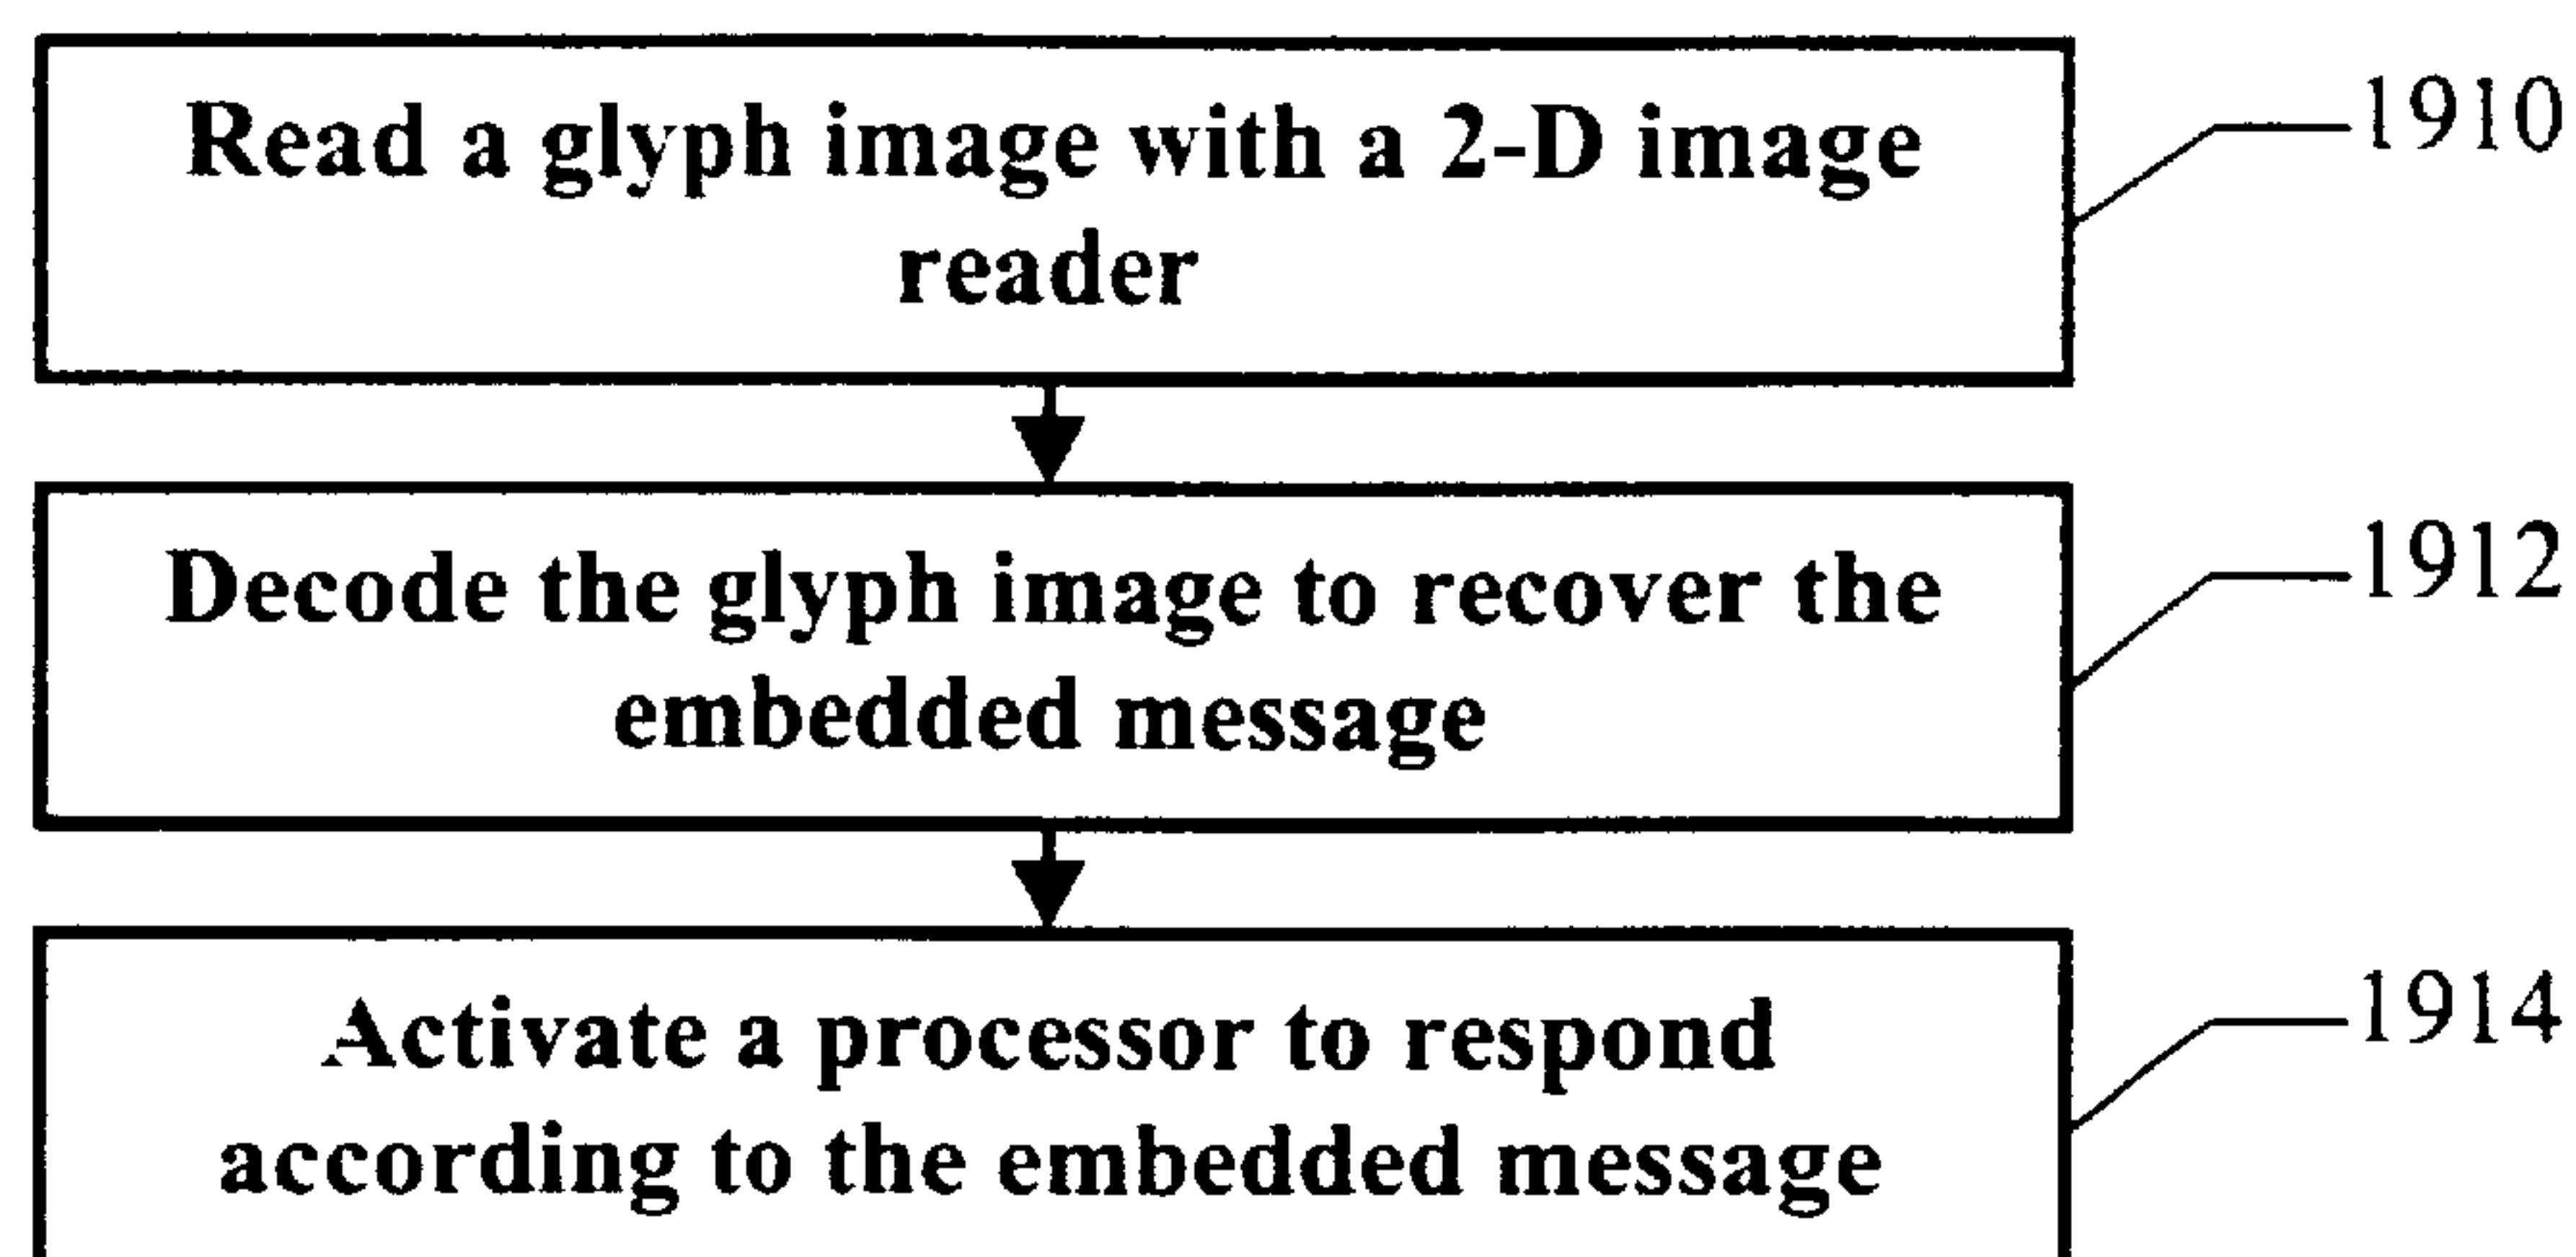 Read a glyph image with a 2-D image
reader
1910
Decode the glyph image to recover the
embedded message
1912
Activate a processor to respond
according to the embedded message
1914